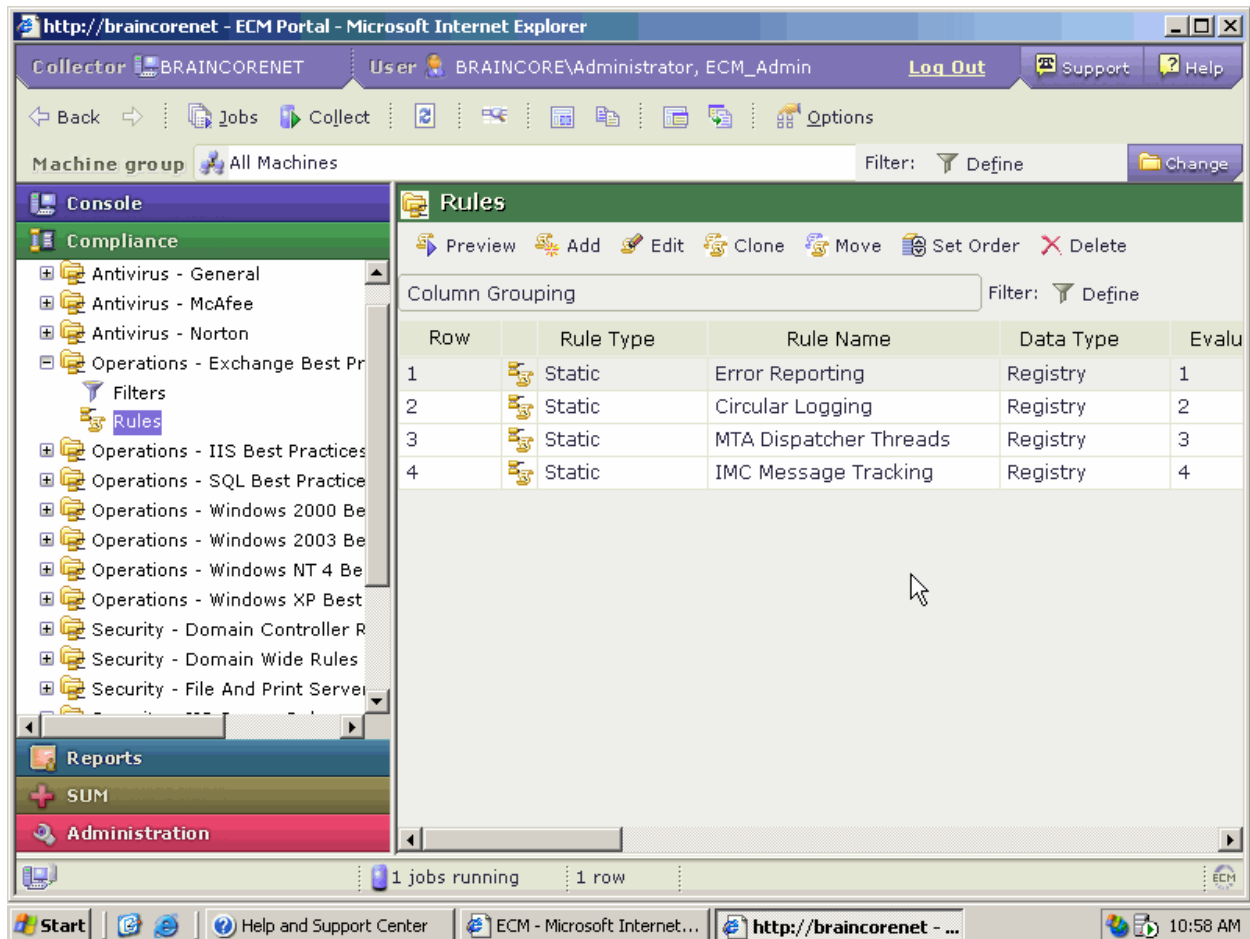 http://braincorenet - ECM Portal - Microsoft Internet Explorer
Collector BRAINCORENET User BRAINCORE\Administrator, ECM_Admin Log Out Support Help
Back Jobs Collect Options
Machine group All Machines Filter: Define Change
Console
Compliance
Antivirus - General
Antivirus - McAfee
Antivirus - Norton
Operations - Exchange Best Pr
Filters
Rules
Operations - IIS Best Practices
Operations - SQL Best Practice
Operations - Windows 2000 Be
Operations - Windows 2003 Be
Operations - Windows NT 4 Be
Operations - Windows XP Best
Security - Domain Controller R
Security - Domain Wide Rules
Security - File And Print Server
Reports
SUM
Administration
Rules
Preview Add Edit Clone Move Set Order Delete
Column Grouping Filter: Define
Row Rule Type Rule Name Data Type Evalu
1 Static Error Reporting Registry 1
2 Static Circular Logging Registry 2
3 Static MTA Dispatcher Threads Registry 3
4 Static IMC Message Tracking Registry 4
1 jobs running 1 row ECM
Start Help and Support Center ECM - Microsoft Internet... http://braincorenet - ... 10:58 AM